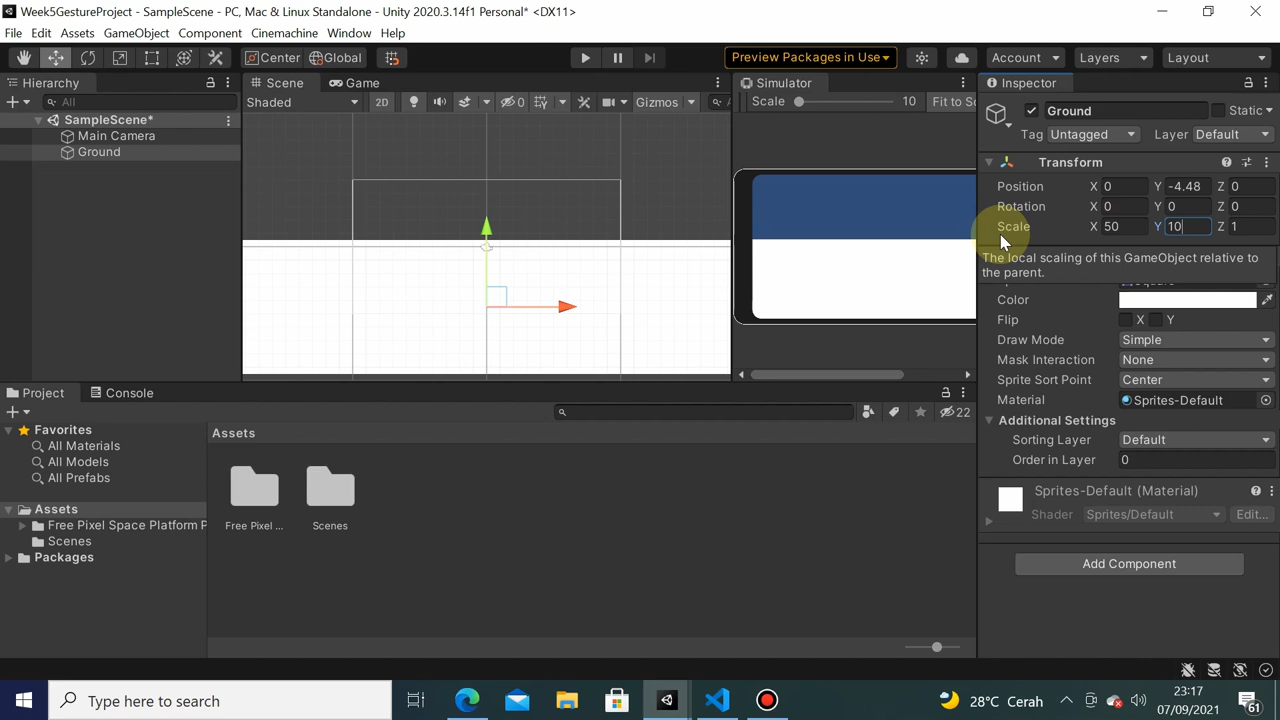 Week5GestureProject - SampleScene - PC, Mac & Linux Standalone - Unity 2020.3.14f1 Personal* <DX11>
File Edit Assets GameObject Component Cinemachine Window Help
Center Global Preview Packages in Use Account Layers Layout
Hierarchy Scene Game Simulator Inspector
All Shaded 2D 0 Gizmos A Scale 10 Fit to Sc
Ground Static
SampleScene*
Main Camera
Ground
Tag Untagged Layer Default
Transform
Position X 0 Y -4.48 Z 0
Rotation X 0 Y 0 Z 0
Scale X 50 Y 10 Z 1
The local scaling of this GameObject relative to
the parent.
Color
Flip X Y
Draw Mode Simple
Mask Interaction None
Sprite Sort Point Center
Material Sprites-Default
Additional Settings
Sorting Layer Default
Order in Layer 0
Sprites-Default (Material)
Shader Sprites/Default Edit...
Add Component
Project Console
22
Favorites
All Materials
All Models
All Prefabs
Assets
Free Pixel Space Platform P
Scenes
Packages
Assets
Free Pixel ... Scenes
Type here to search
28°C Cerah
23:17
07/09/2021
61